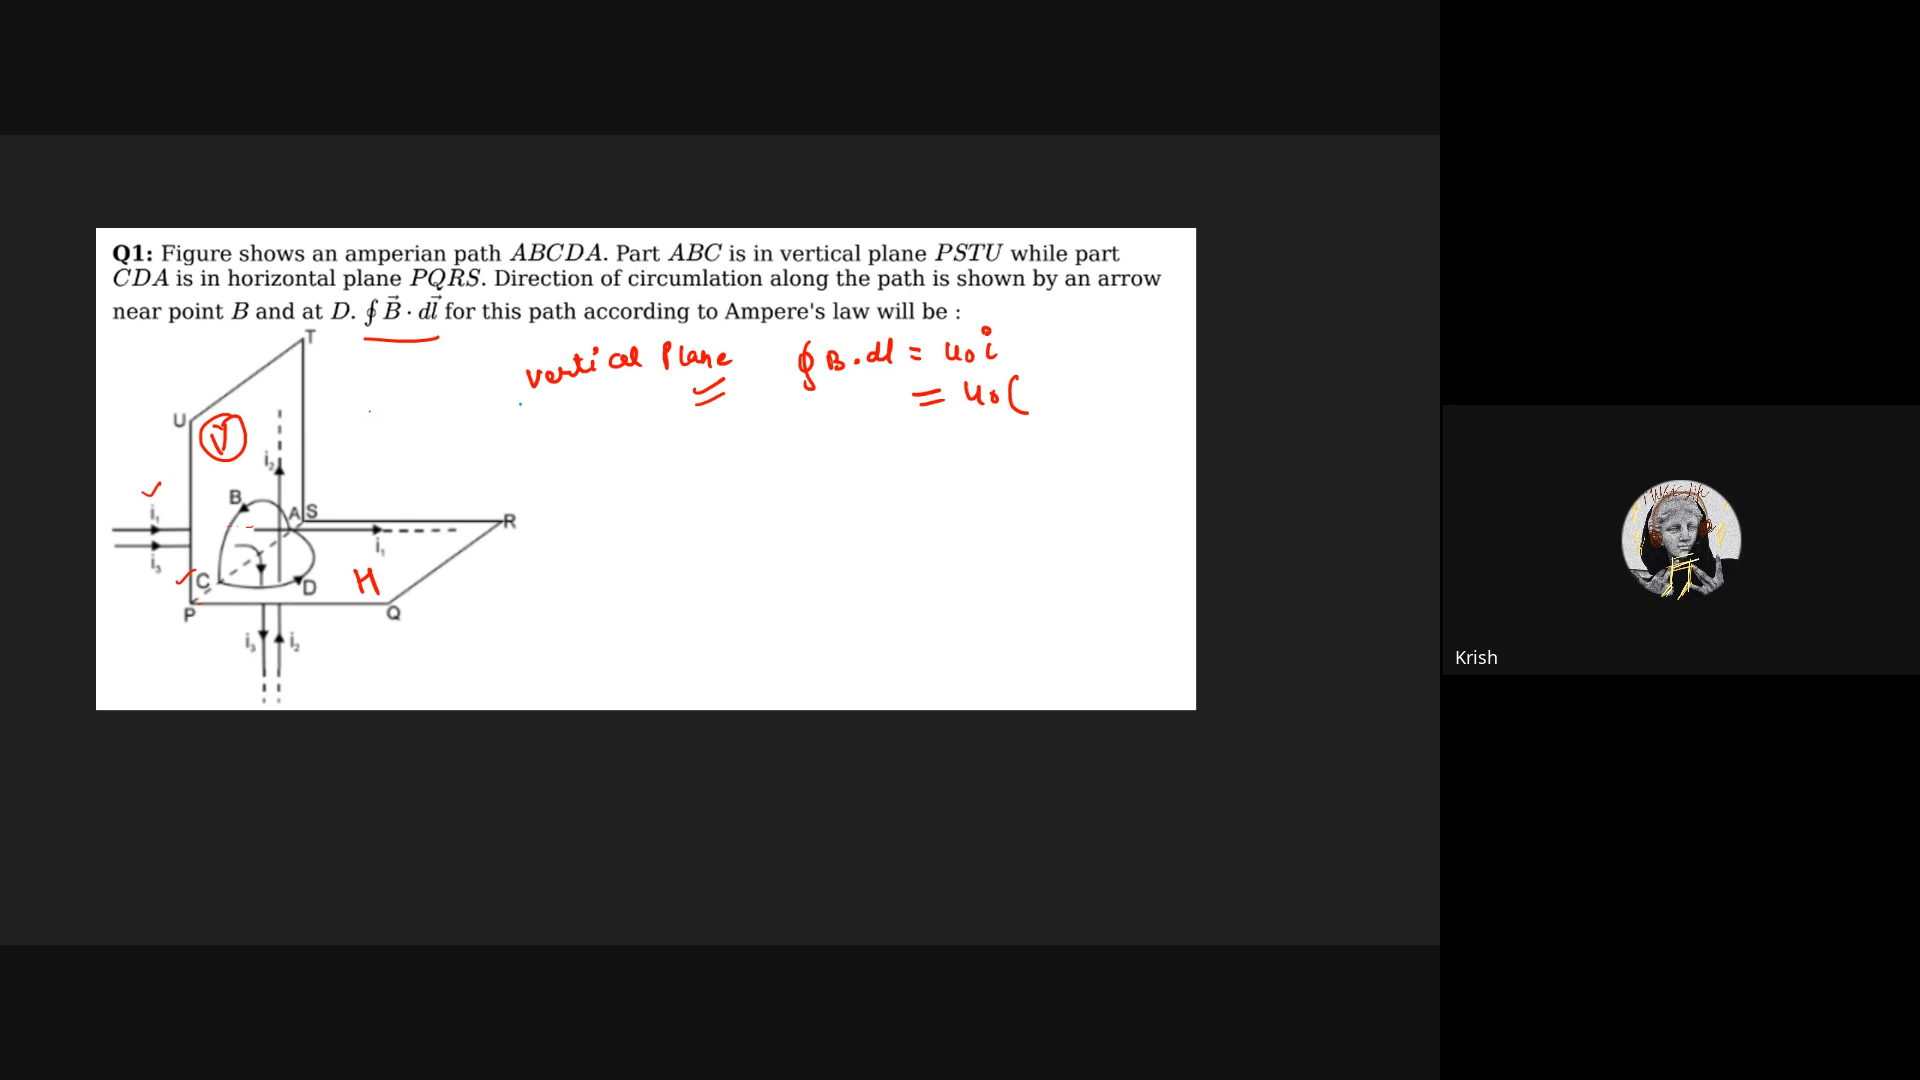 Q1: Figure shows an amperian path ABCDA. Part ABC is in vertical plane PSTU while part
CDA is in horizontal plane PQRS. Direction of circumlation along the path is shown by an arrow
near point B and at D. ∮ B⃗ · dl⃗ for this path according to Ampere's law will be :
T
vertical Plane ∮ B.dl = u₀ i
= u₀(
U
V
i₂
B
A S
R
i₁
i₁
i₃
C
D
H
P
Q
i₃ i₂
Krish